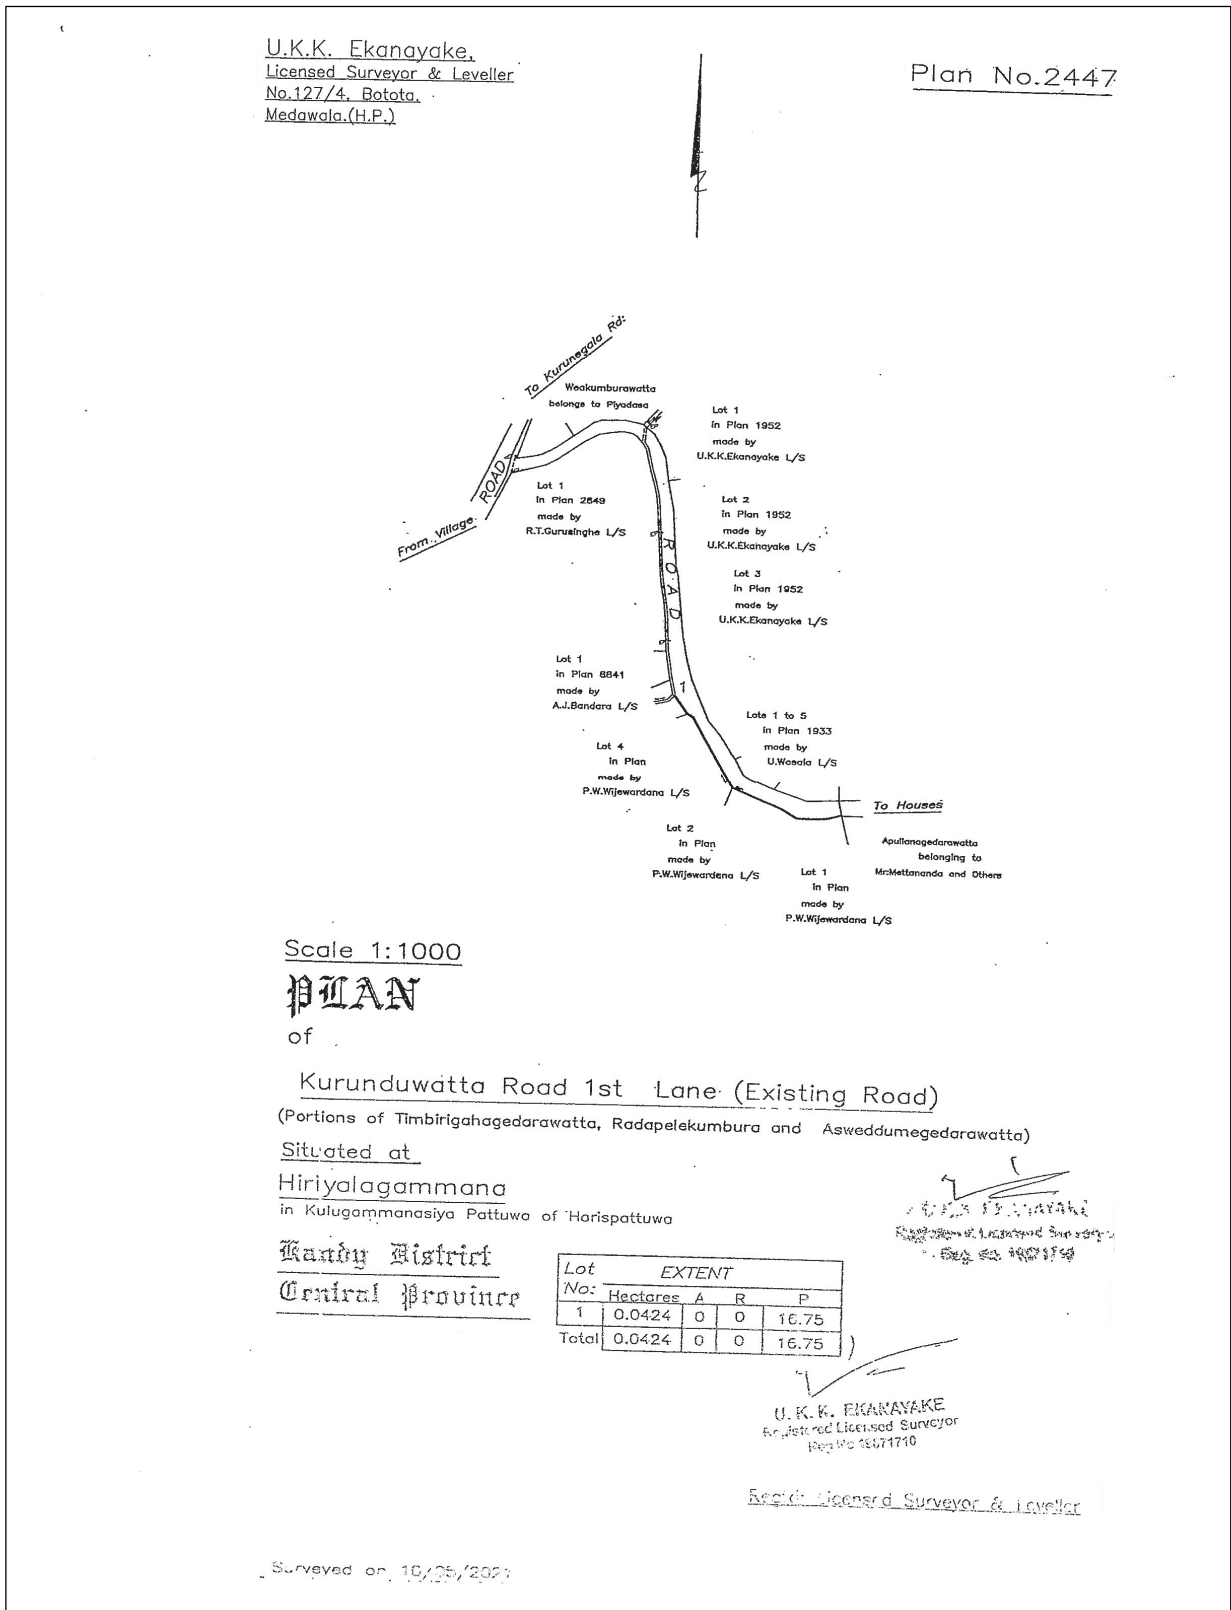 U.K.K. Ekanayake,
Licensed Surveyor & Leveller
No.127/4, Botota,
Medawala.(H.P.)
Plan No.2447
To Kurunegala Rd:
Weakumburawatta
belongs to Piyadasa
ROAD
From Village
Lot 1
in Plan 1952
made by
U.K.K.Ekanayake L/S
Lot 1
in Plan 2649
made by
R.T.Gurusinghe L/S
Lot 2
in Plan 1952
made by
U.K.K.Ekanayake L/S
ROAD
Lot 3
in Plan 1952
made by
U.K.K.Ekanayake L/S
Lot 1
in Plan 8841
made by
A.J.Bandara L/S
1
Lots 1 to 5
in Plan 1933
made by
U.Wasala L/S
Lot 4
in Plan
made by
P.W.Wijewardana L/S
To Houses
Lot 2
in Plan
made by
P.W.Wijewardana L/S
Apullanagedarawatta
belonging to
Mr:Mettananda and Others
Lot 1
in Plan
made by
P.W.Wijewardana L/S
Scale 1:1000
PLAN
of
Kurunduwatta Road 1st Lane (Existing Road)
(Portions of Timbirigahagedarawatta, Radapelekumbura and Asweddumegedarawatta)
Situated at
Hiriyalagammana
in Kulugammanasiya Pattuwa of Harispattuwa
Kandy District
Central Province
Lot No: EXTENT
Hectares A R P
1 0.0424 0 0 16.75
Total 0.0424 0 0 16.75
U.K.K. EKANAYAKE
Registered Licensed Surveyor
U. K. K. EKANAYAKE
Registered Licensed Surveyor
Reg No 19871710
Licensed Surveyor & Leveller
Surveyed on